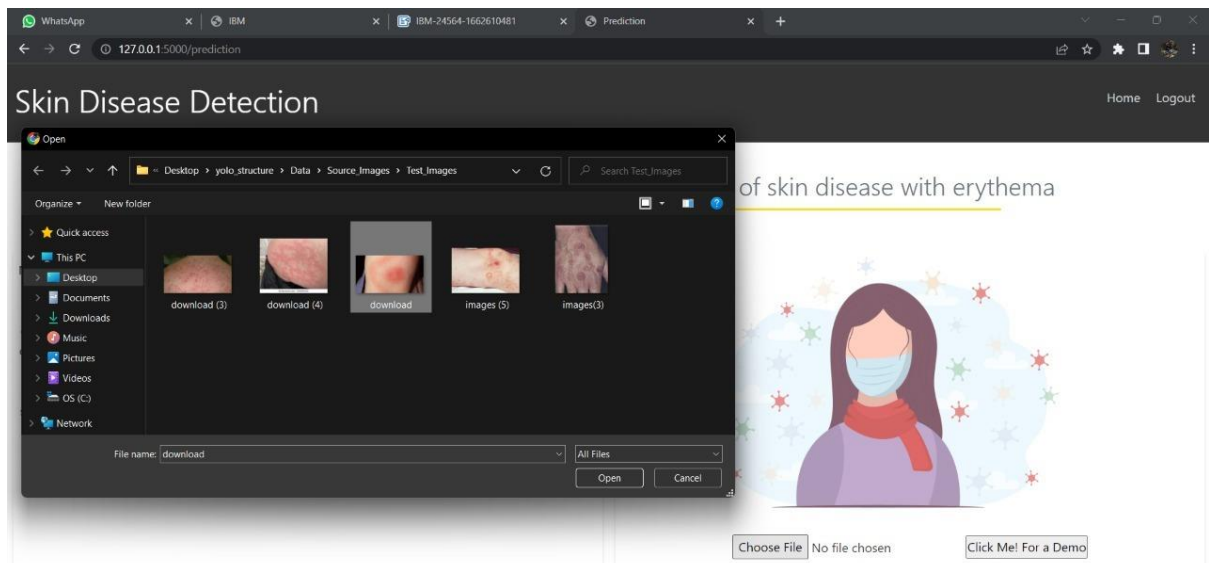 WhatsApp
IBM
IBM-24564-1662610481
Prediction
127.0.0.1:5000/prediction
Skin Disease Detection
Home
Logout
Open
« Desktop > yolo_structure > Data > Source_Images > Test_Images
Search Test_Images
Organize
New folder
Quick access
This PC
Desktop
Documents
Downloads
Music
Pictures
Videos
OS (C:)
Network
download (3)
download (4)
download
images (5)
images(3)
File name: download
All Files
Open
Cancel
of skin disease with erythema
Choose File No file chosen
Click Me! For a Demo